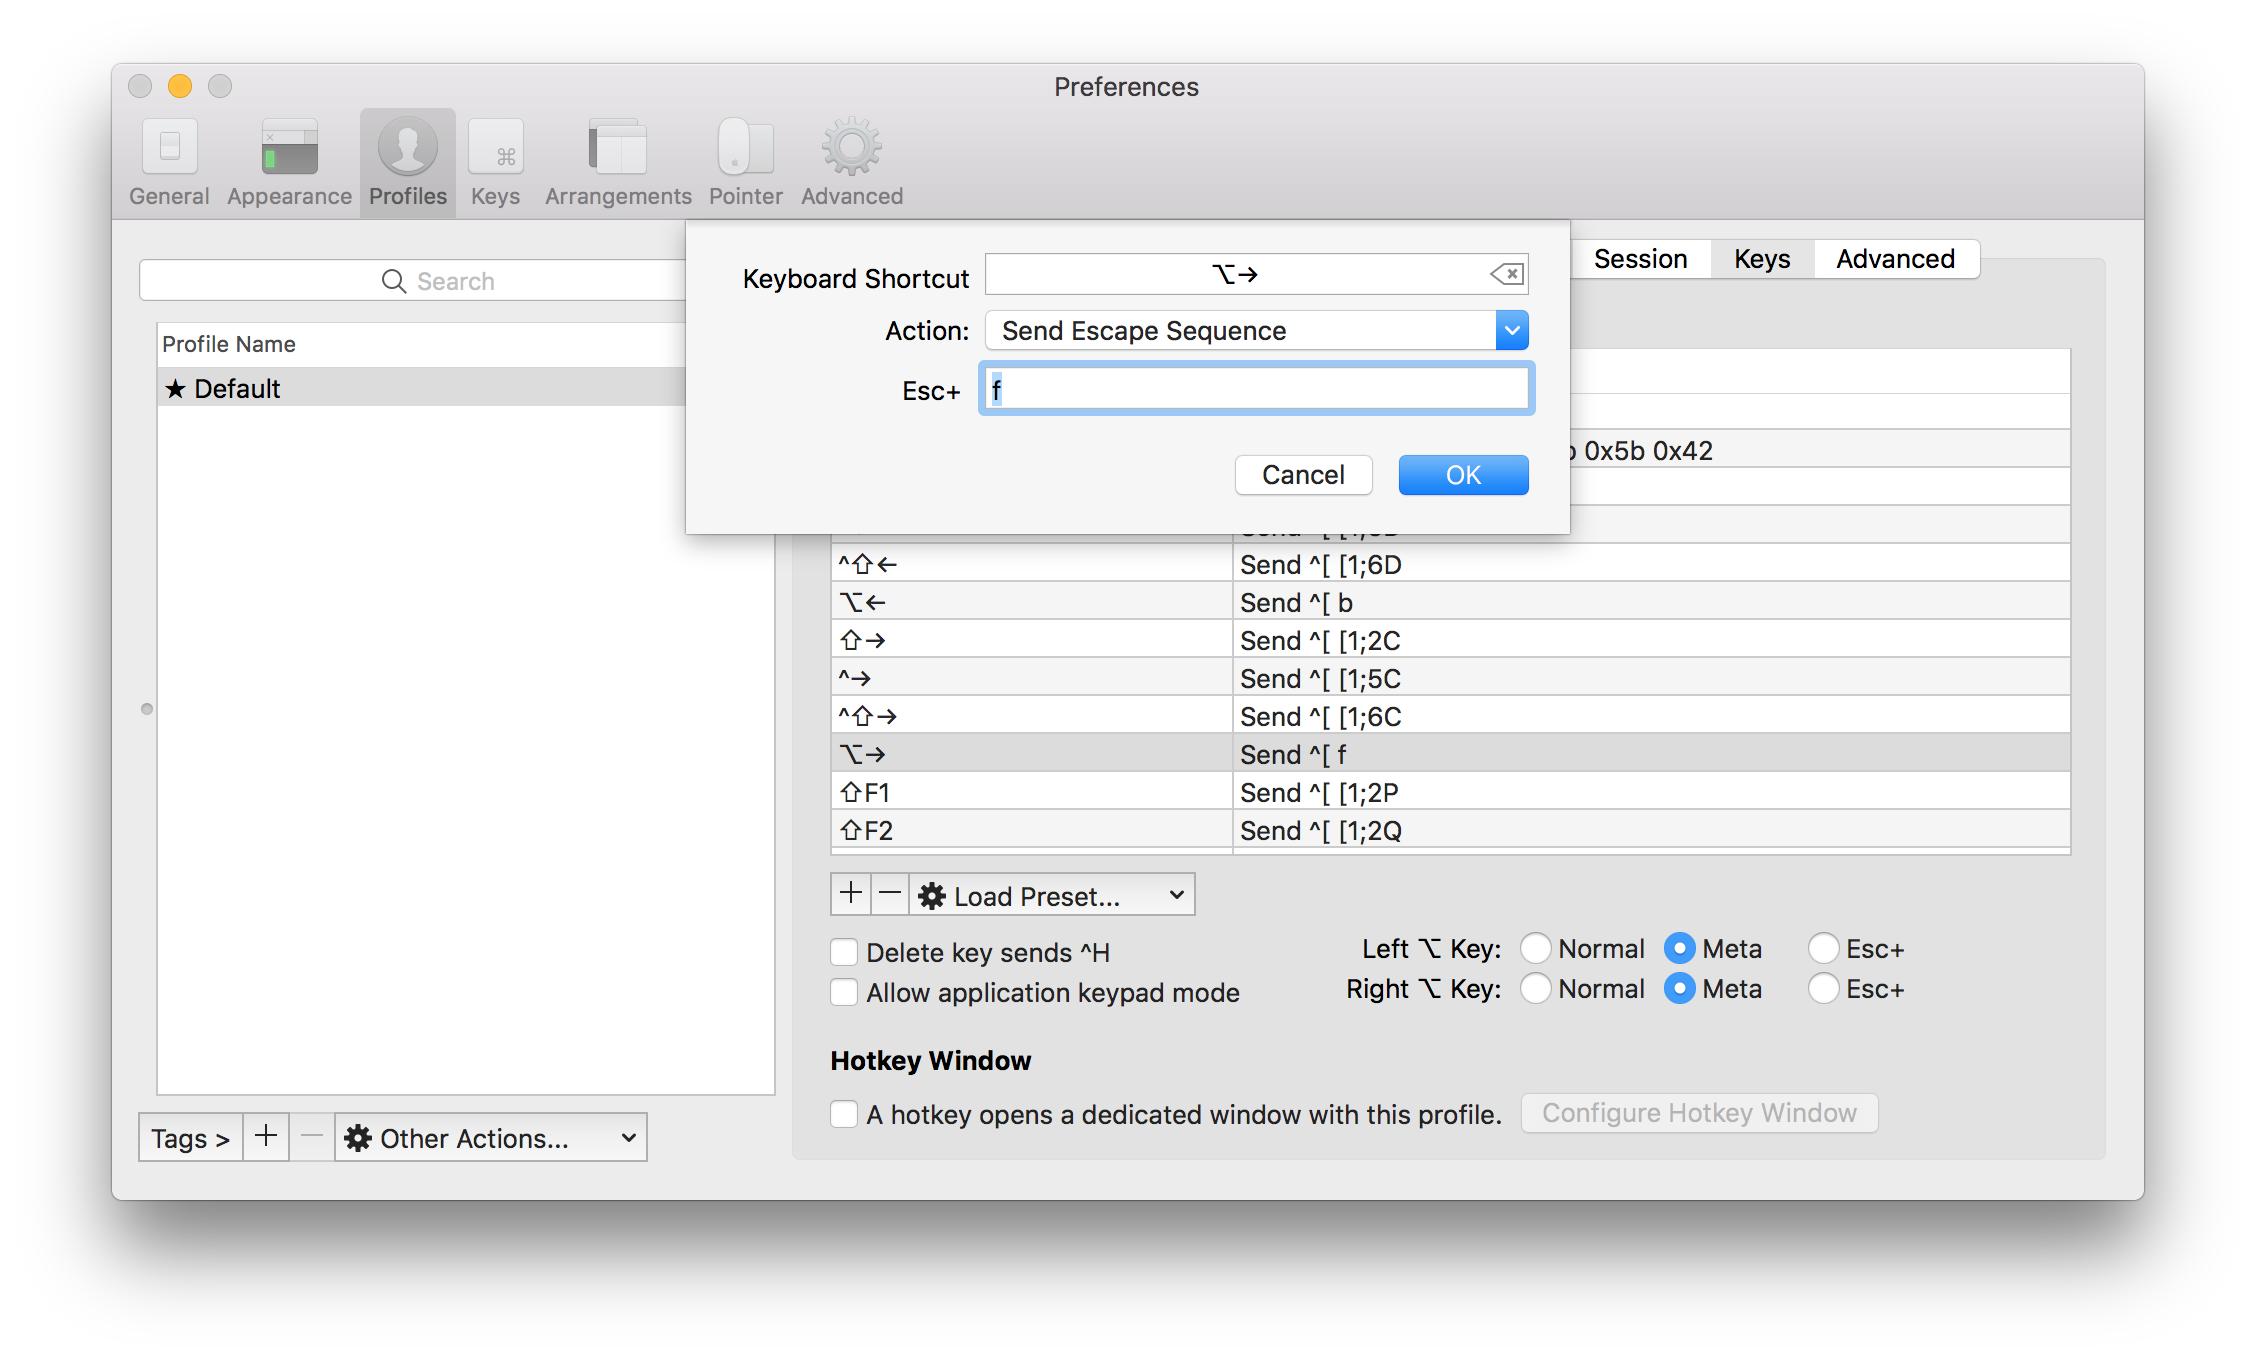 Preferences
General Appearance Profiles Keys Arrangements Pointer Advanced
Search
Profile Name
★ Default
Tags > + − Other Actions...
Keyboard Shortcut ⌥→
Action: Send Escape Sequence
Esc+ f
Cancel OK
Session Keys Advanced
0x5b 0x42
^⇧← Send ^[ [1;6D
⌥← Send ^[ b
⇧→ Send ^[ [1;2C
^→ Send ^[ [1;5C
^⇧→ Send ^[ [1;6C
⌥→ Send ^[ f
⇧F1 Send ^[ [1;2P
⇧F2 Send ^[ [1;2Q
+ − Load Preset...
Delete key sends ^H
Allow application keypad mode
Left ⌥ Key: Normal Meta Esc+
Right ⌥ Key: Normal Meta Esc+
Hotkey Window
A hotkey opens a dedicated window with this profile. Configure Hotkey Window